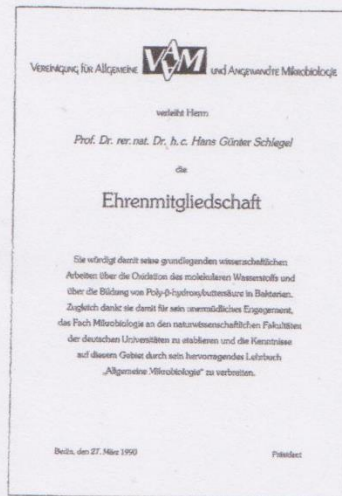 VEREINIGUNG FÜR ALLGEMEINE VAAM UND ANGEWANDTE MIKROBIOLOGIE
verleiht Herrn
Prof. Dr. rer. nat. Dr. h. c. Hans Günter Schlegel
die
Ehrenmitgliedschaft
Sie würdigt damit seine grundlegenden wissenschaftlichen
Arbeiten über die Oxidation des molekularen Wasserstoffs und
über die Bildung von Poly-β-hydroxybuttersäure in Bakterien.
Zugleich dankt sie damit für sein unermüdliches Engagement,
das Fach Mikrobiologie an den naturwissenschaftlichen Fakultäten
der deutschen Universitäten zu etablieren und die Kenntnisse
auf diesem Gebiet durch sein hervorragendes Lehrbuch
„Allgemeine Mikrobiologie“ zu verbreiten.
Berlin, den 27. März 1990 Präsident